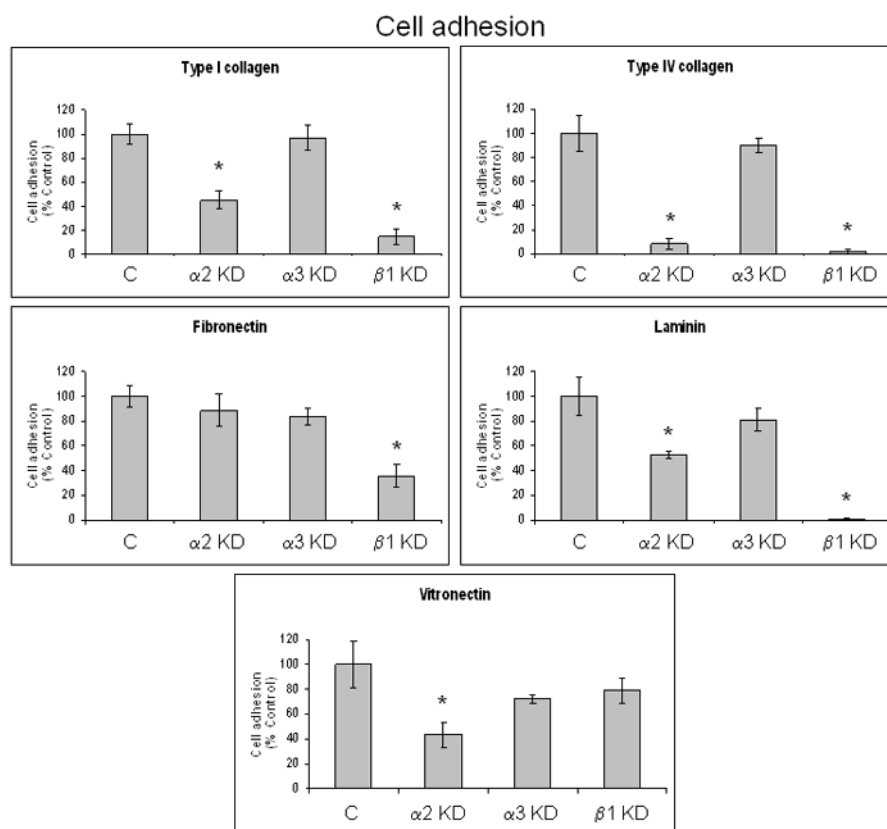 Cell adhesion
Type I collagen
Cell adhesion
(% Control)
120
100
80
60
40
20
0
*
*
C α2 KD α3 KD β1 KD
Type IV collagen
Cell adhesion
(% Control)
120
100
80
60
40
20
0
*
*
C α2 KD α3 KD β1 KD
Fibronectin
Cell adhesion
(% Control)
120
100
80
60
40
20
0
*
C α2 KD α3 KD β1 KD
Laminin
Cell adhesion
(% Control)
120
100
80
60
40
20
0
*
*
C α2 KD α3 KD β1 KD
Vitronectin
Cell adhesion
(% Control)
120
100
80
60
40
20
0
*
C α2 KD α3 KD β1 KD